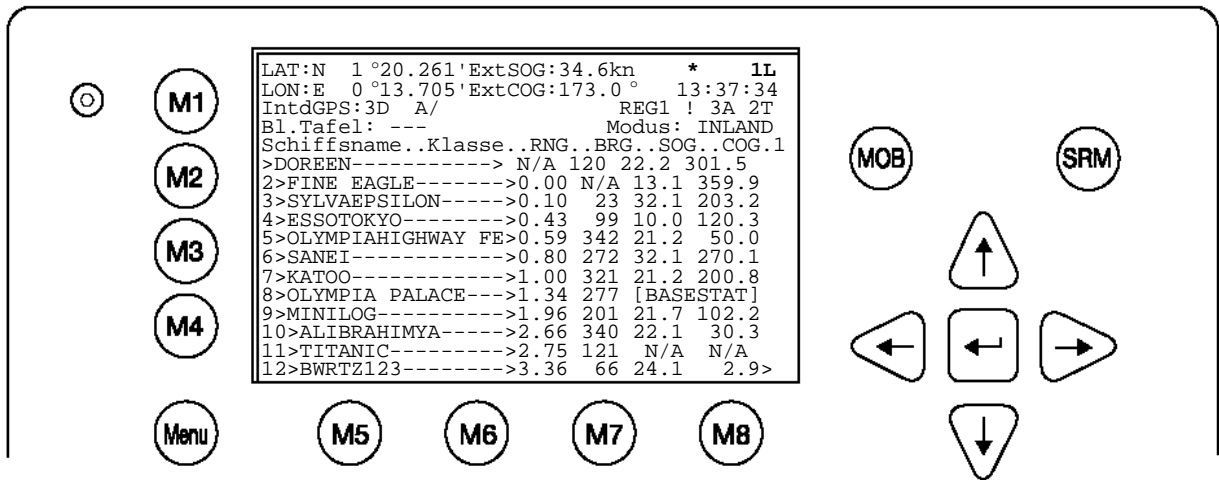 LAT:N  1°20.261'ExtSOG:34.6kn   *   1L
LON:E  0°13.705'ExtCOG:173.0°  13:37:34
IntdGPS:3D  A/  REG1 ! 3A 2T
Bl.Tafel: ---  Modus: INLAND
Schiffsname..Klasse..RNG..BRG..SOG..COG.1
>DOREEN-----------> N/A 120 22.2 301.5
2>FINE EAGLE------->0.00 N/A 13.1 359.9
3>SYLVAEPSILON----->0.10  23 32.1 203.2
4>ESSOTOKYO-------->0.43  99 10.0 120.3
5>OLYMPIAHIGHWAY FE>0.59 342 21.2  50.0
6>SANEI------------>0.80 272 32.1 270.1
7>KATOO------------>1.00 321 21.2 200.8
8>OLYMPIA PALACE--->1.34 277 [BASESTAT]
9>MINILOG---------->1.96 201 21.7 102.2
10>ALIBRAHIMYA----->2.66 340 22.1  30.3
11>TITANIC--------->2.75 121  N/A  N/A
12>BWRTZ123-------->3.36  66 24.1   2.9>
M1
M2
M3
M4
Menu
M5
M6
M7
M8
MOB
SRM